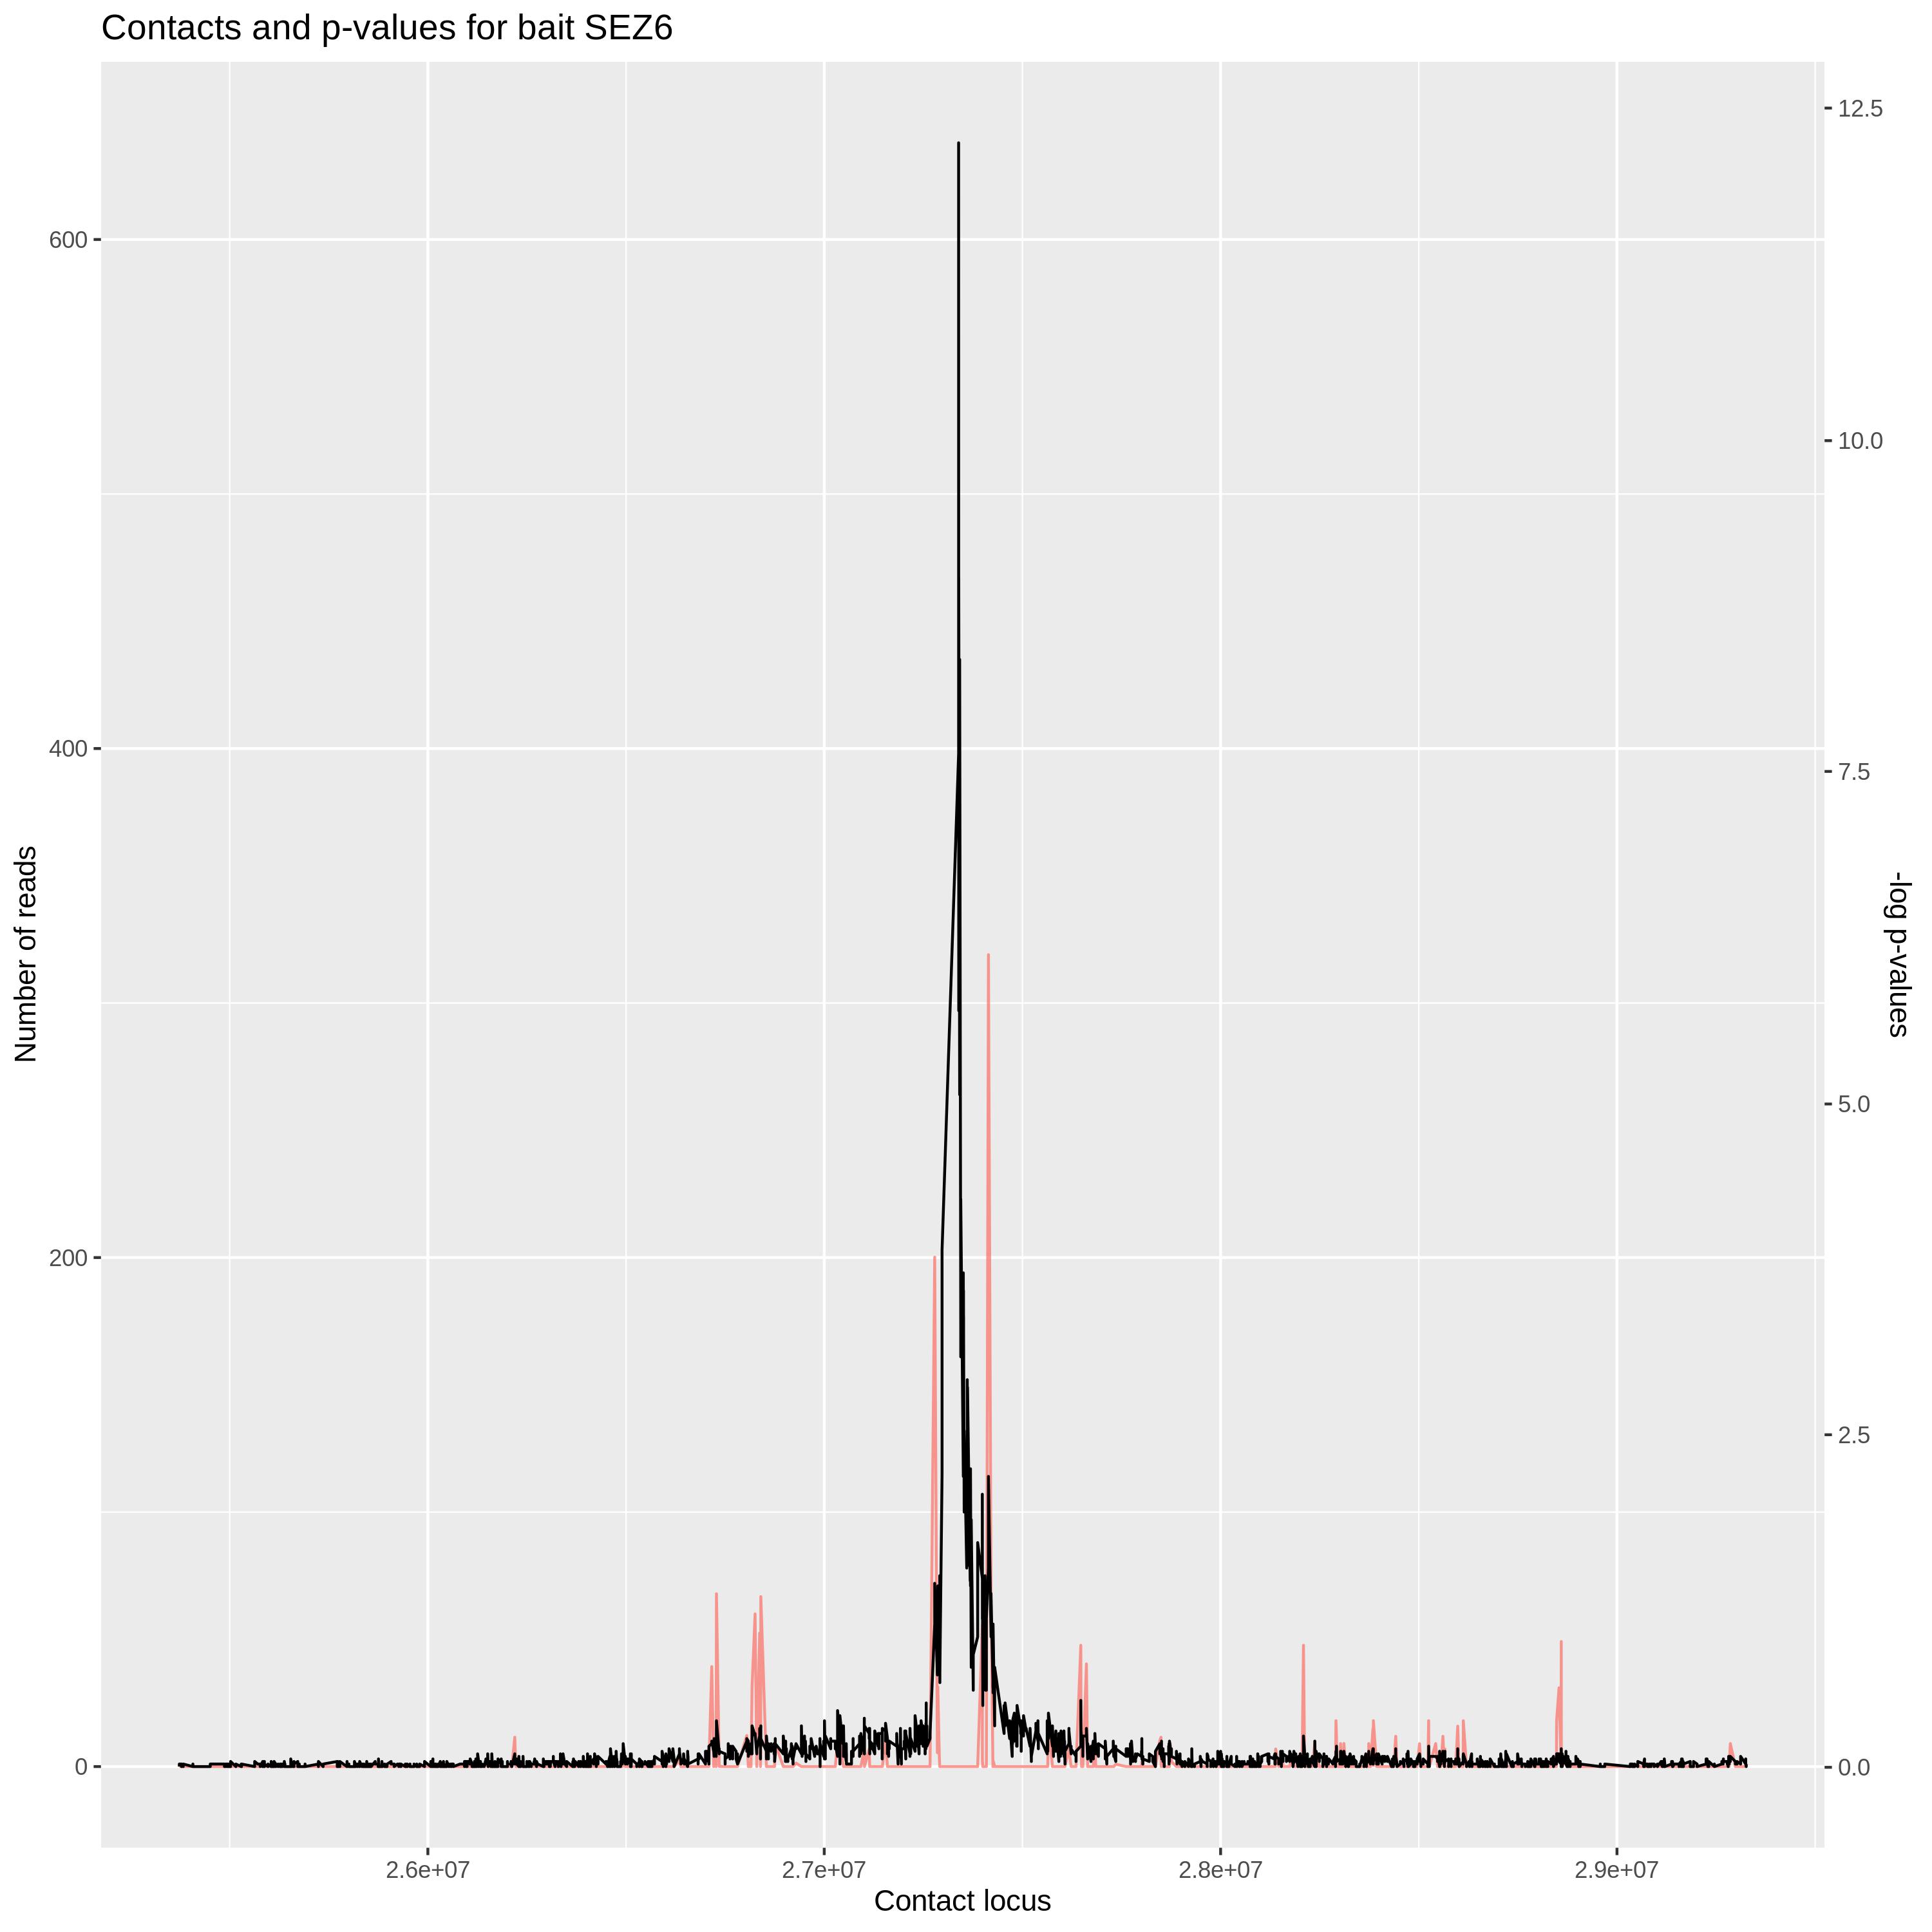 Contacts and p-values for bait SEZ6
12.5
600
10.0
400
7.5
Number of reads
-log p-values
5.0
200
2.5
0
0.0
2.6e+07
2.7e+07
2.8e+07
2.9e+07
Contact locus